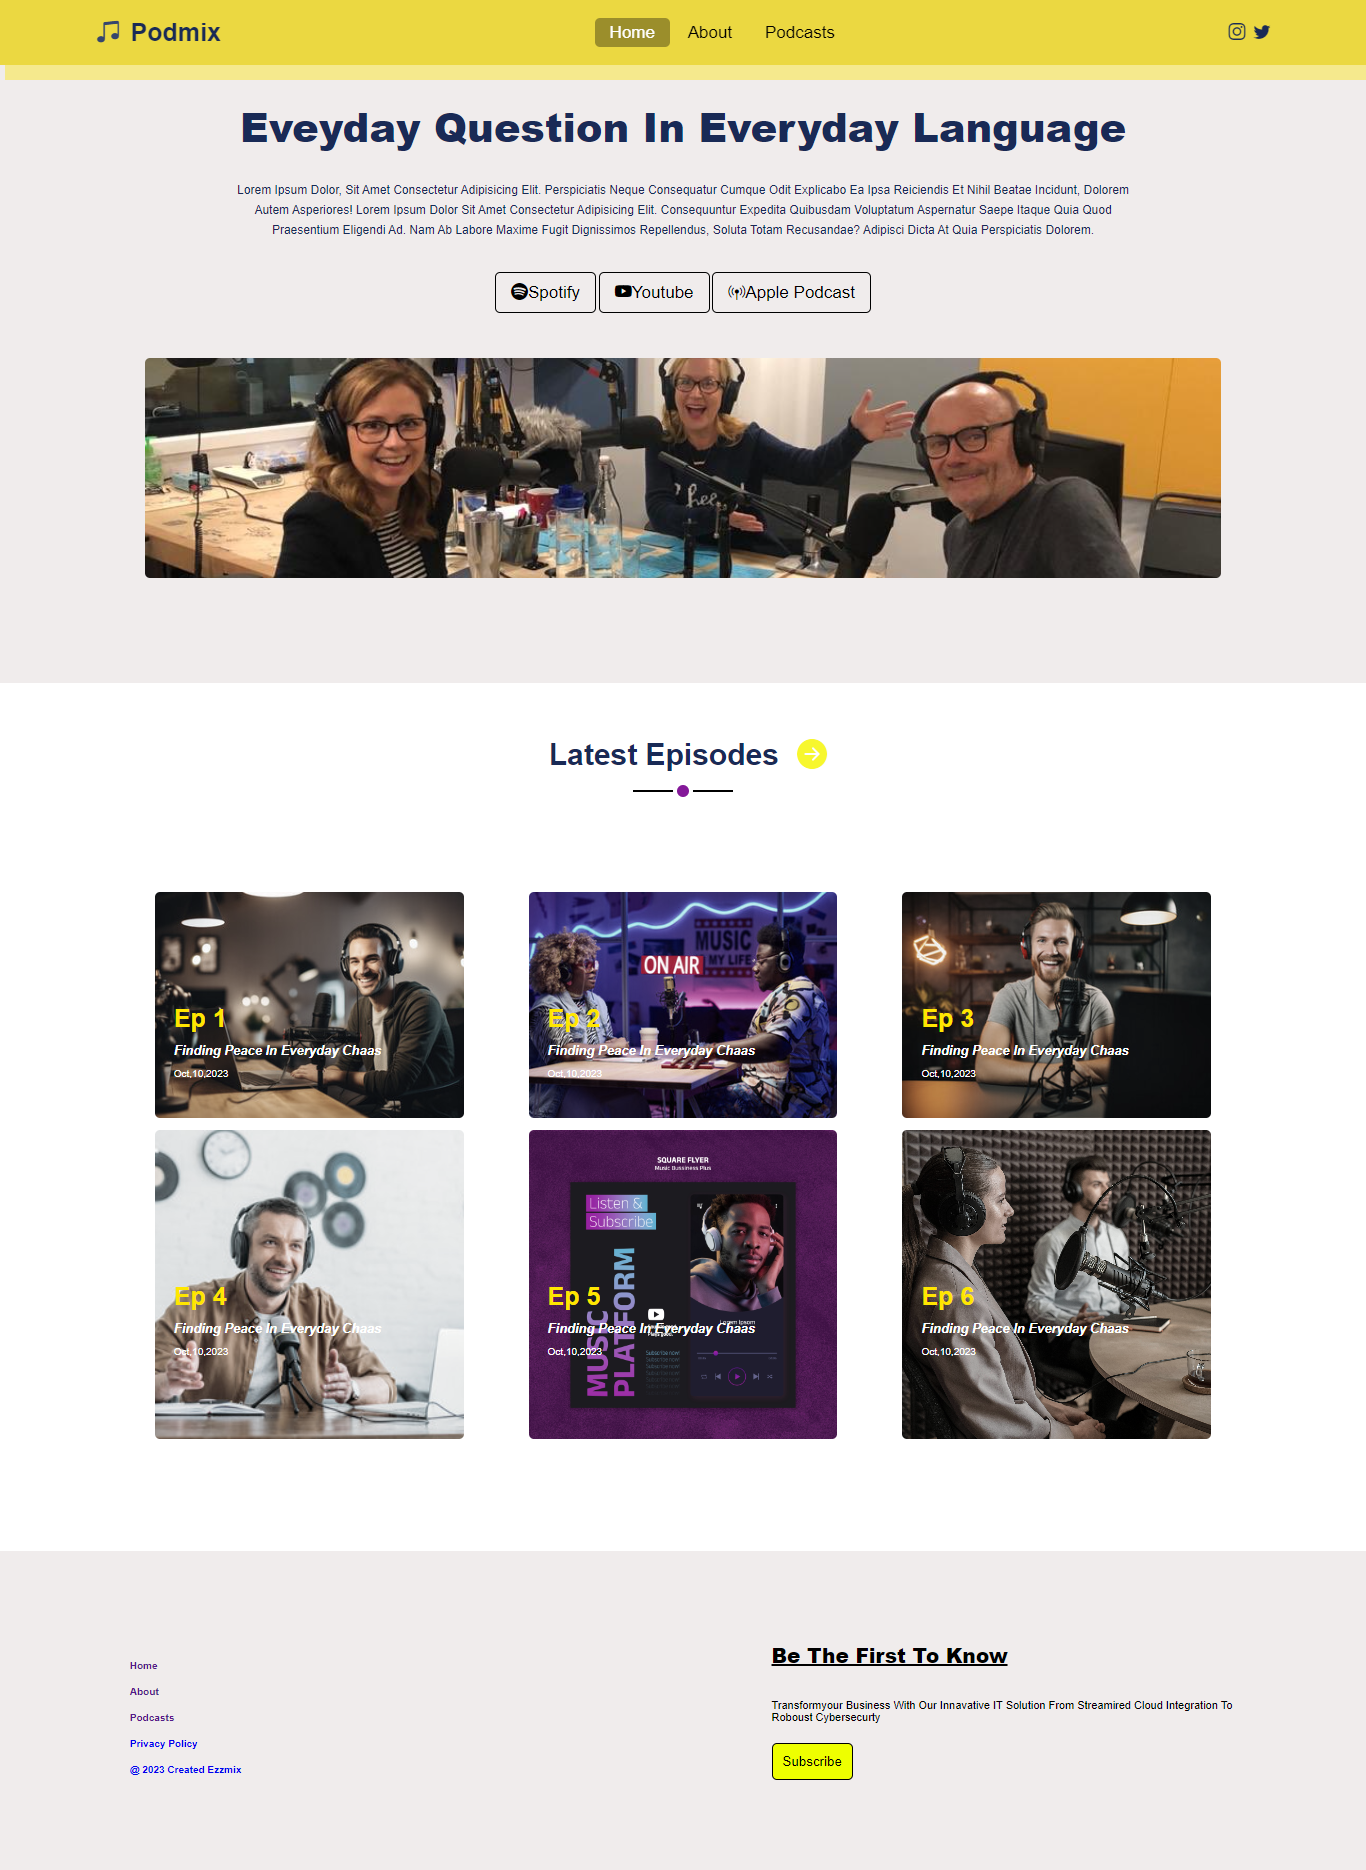 Podmix
Home About Podcasts
Eveyday Question In Everyday Language
Lorem Ipsum Dolor, Sit Amet Consectetur Adipisicing Elit. Perspiciatis Neque Consequatur Cumque Odit Explicabo Ea Ipsa Reiciendis Et Nihil Beatae Incidunt, Dolorem
Autem Asperiores! Lorem Ipsum Dolor Sit Amet Consectetur Adipisicing Elit. Consequuntur Expedita Quibusdam Voluptatum Aspernatur Saepe Itaque Quia Quod
Praesentium Eligendi Ad. Nam Ab Labore Maxime Fugit Dignissimos Repellendus, Soluta Totam Recusandae? Adipisci Dicta At Quia Perspiciatis Dolorem.
Spotify Youtube Apple Podcast
Latest Episodes
Ep 1
Finding Peace In Everyday Chaas
Oct,10,2023
MUSIC
MY LIFE
ON AIR
Ep 2
Finding Peace In Everyday Chaas
Oct,10,2023
Ep 3
Finding Peace In Everyday Chaas
Oct,10,2023
Ep 4
Finding Peace In Everyday Chaas
Oct,10,2023
SQUARE FLYER
Music Bussiness Plus
Listen &
Subscribe
MUSIC
PLATFORM
Lorem Ipsom
Subscribe now!
Ep 5
Finding Peace In Everyday Chaas
Oct,10,2023
Ep 6
Finding Peace In Everyday Chaas
Oct,10,2023
Home
About
Podcasts
Privacy Policy
@ 2023 Created Ezzmix
Be The First To Know
Transformyour Business With Our Innavative IT Solution From Streamired Cloud Integration To
Roboust Cybersecurty
Subscribe